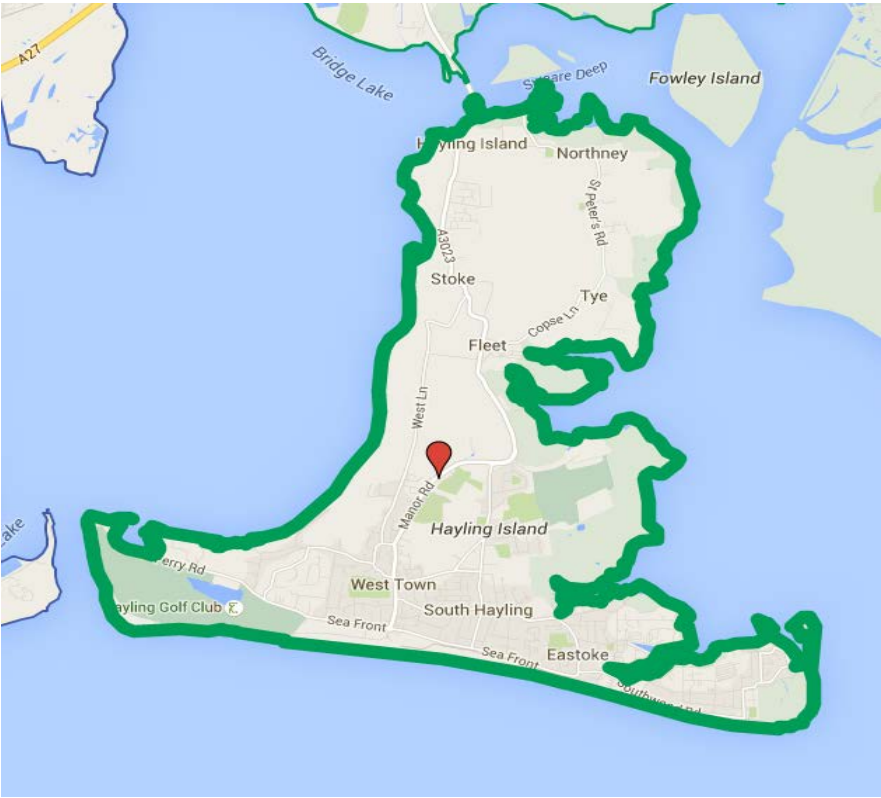 A27
Bridge Lake
Square Deep
Fowley Island
Hayling Island
Northney
St Peter's Rd
A3023
Stoke
Tye
Copse Ln
Fleet
West Ln
Manor Rd
Hayling Island
Lake
Ferry Rd
West Town
Hayling Golf Club
South Hayling
Sea Front
Sea Front
Eastoke
Southwood Rd